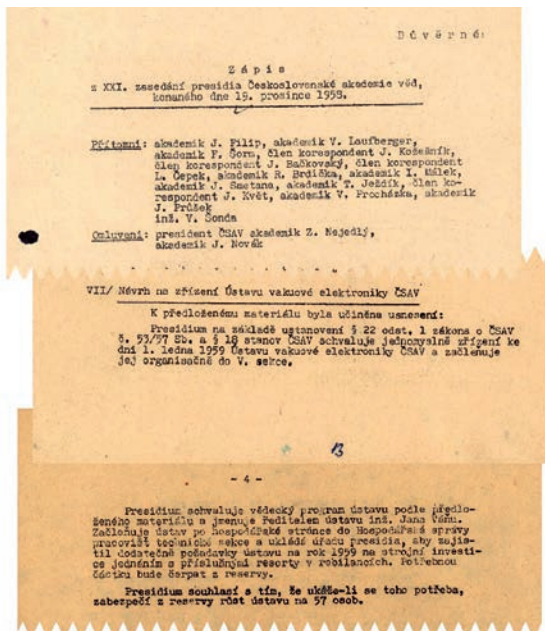 Důvěrné:
Zápis
z XXI. zasedání presidia Československé akademie věd,
konaného dne 19. prosince 1958.
Přítomni: akademik J. Filip, akademik V. Laufberger,
akademik F. Šorm, člen korespondent J. Kožešník,
člen korespondent J. Bačkovský, člen korespondent
L. Čepek, akademik R. Brdička, akademik I. Málek,
akademik J. Smetana, akademik T. Ježdík, člen ko-
respondent J. Květ, akademik V. Procházka, akademik
J. Průšek
inž. V. Šonda
Omluveni: president ČSAV akademik Z. Nejedlý,
akademik J. Novák
VII/ Návrh na zřízení Ústavu vakuové elektroniky ČSAV
K předloženému materiálu byla učiněna usnesení:
Presidium na základě ustanovení § 22 odst. 1 zákona o ČSAV
č. 53/57 Sb. a § 18 stanov ČSAV schvaluje jednomyslně zřízení ke
dni 1. ledna 1959 Ústavu vakuové elektroniky ČSAV a začleňuje
jej organisačně do V. sekce.
13
- 4 -
Presidium schvaluje vědecký program ústavu podle předlo-
ženého materiálu a jmenuje ředitelem ústavu inž. Jana Váňu.
Začleňuje ústav po hospodářské stránce do Hospodářské správy
pracovišť technické sekce a ukládá úřadu presidia, aby zajis-
til dodatečné požadavky ústavu na rok 1959 na strojní investi-
ce jednáním s příslušnými resorty v robilancích. Potřebnou
částku bude čerpat z reservy.
Presidium souhlasí s tím, že ukáže-li se toho potřeba,
zabezpečí z reservy růst ústavu na 57 osob.